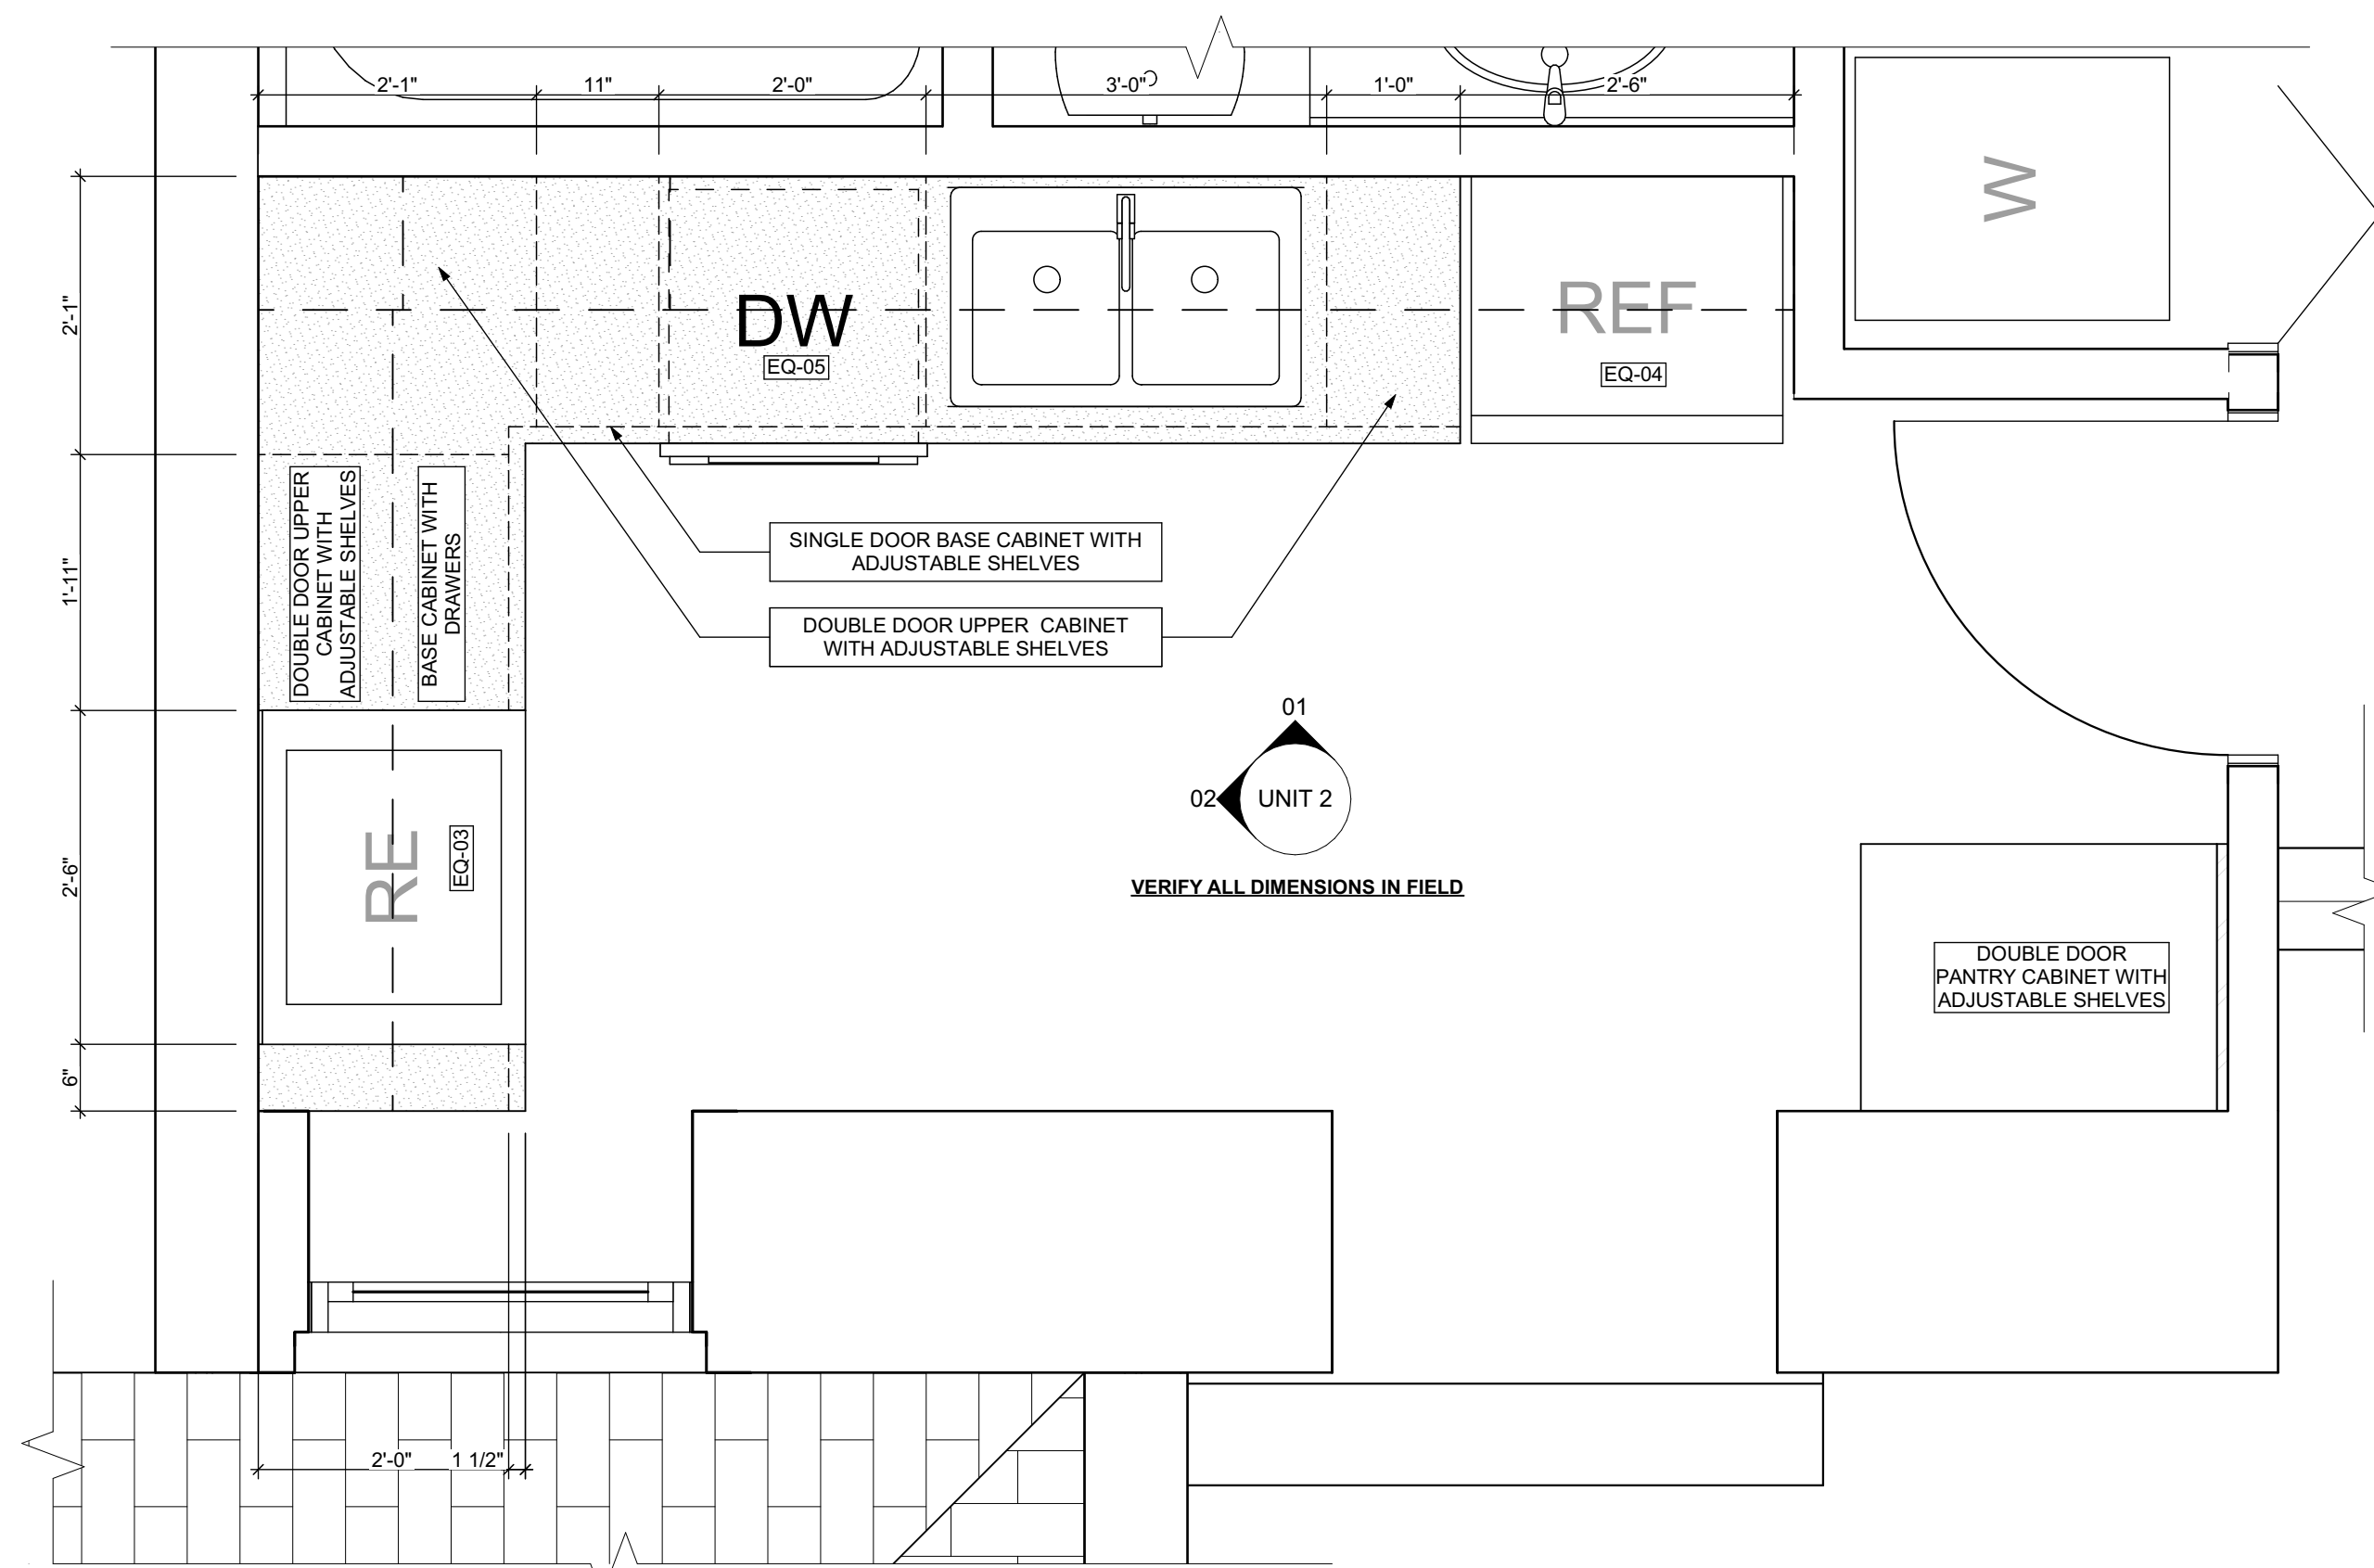 2'-1"
11"
2'-0"
3'-0"
1'-0"
2'-6"
W
2'-1"
DW
EQ-05
REF
EQ-04
1'-11"
DOUBLE DOOR UPPER
CABINET WITH
ADJUSTABLE SHELVES
BASE CABINET WITH
DRAWERS
SINGLE DOOR BASE CABINET WITH
ADJUSTABLE SHELVES
DOUBLE DOOR UPPER CABINET
WITH ADJUSTABLE SHELVES
01
02
UNIT 2
VERIFY ALL DIMENSIONS IN FIELD
2'-6"
RE
EQ-03
DOUBLE DOOR
PANTRY CABINET WITH
ADJUSTABLE SHELVES
6"
2'-0"
1 1/2"